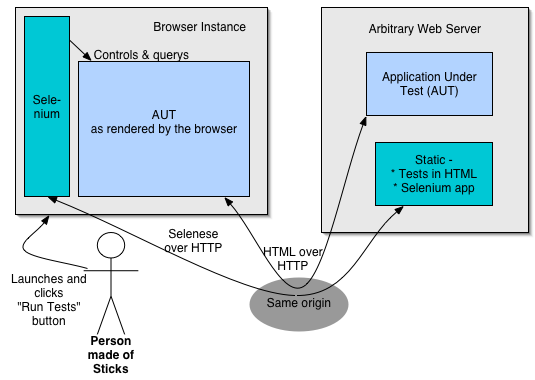 Browser Instance
Controls & querys
Sele-
nium
AUT
as rendered by the browser
Arbitrary Web Server
Application Under
Test (AUT)
Static -
* Tests in HTML
* Selenium app
Selenese
over HTTP
HTML over
HTTP
Same origin
Launches and
clicks
"Run Tests"
button
Person
made of
Sticks